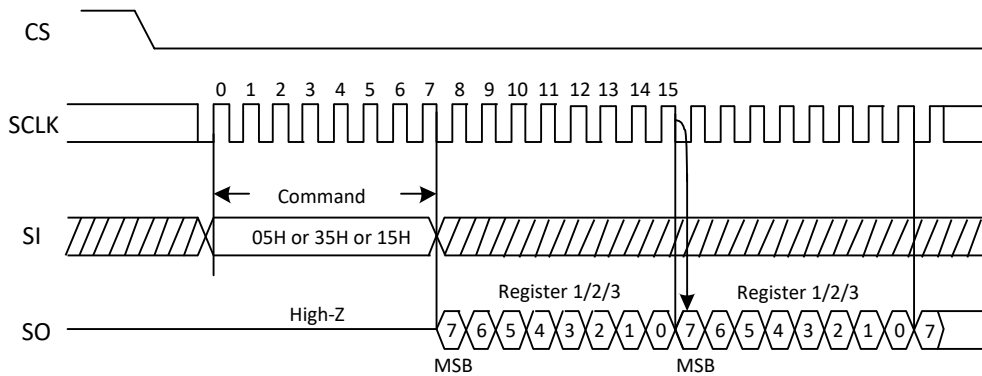 CS
0 1 2 3 4 5 6 7 8 9 10 11 12 13 14 15
SCLK
Command
SI
05H or 35H or 15H
Register 1/2/3 Register 1/2/3
High-Z
SO
7 6 5 4 3 2 1 0 7 6 5 4 3 2 1 0 7
MSB MSB